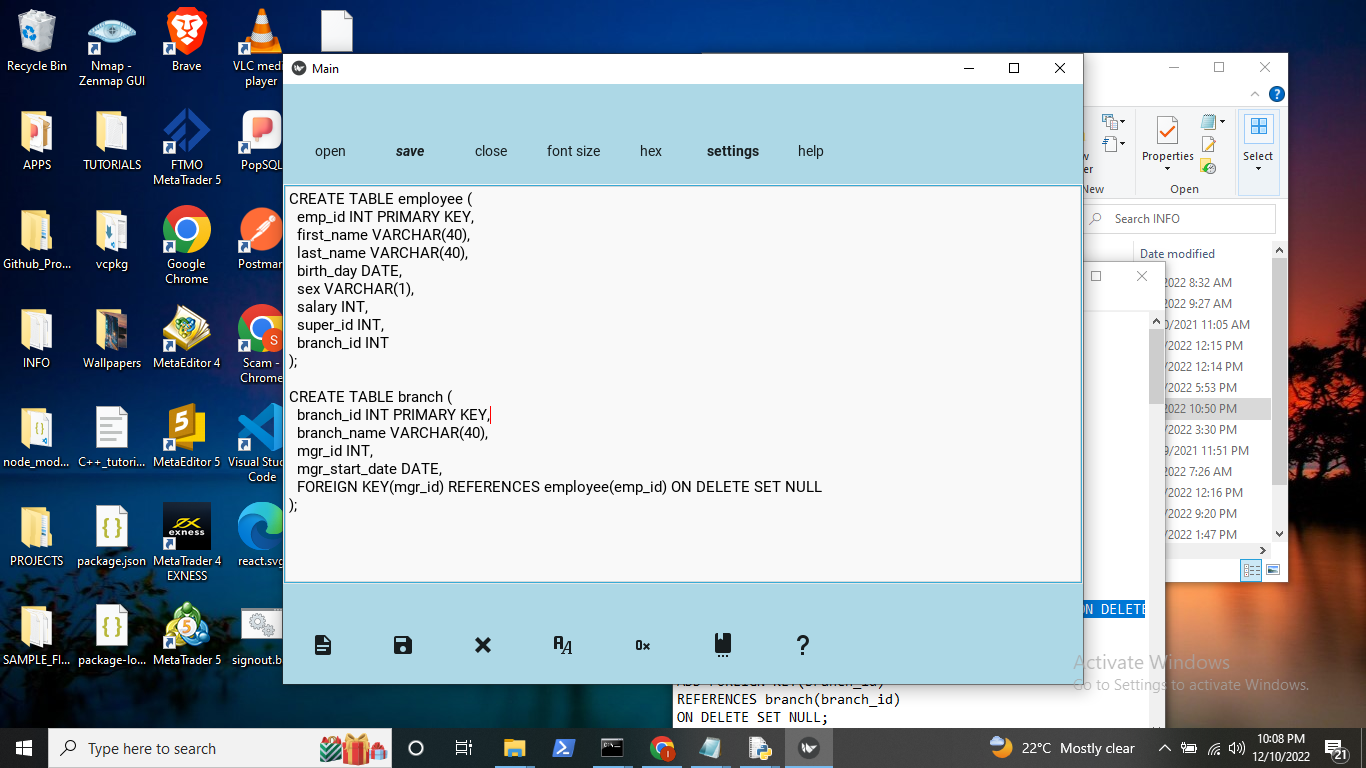 Recycle Bin
Nmap -
Zenmap GUI
Brave
VLC medi...
player
APPS
TUTORIALS
FTMO
MetaTrader 5
PopSQL
Github_Pro...
vcpkg
Google
Chrome
Postman
INFO
Wallpapers
MetaEditor 4
Scam -
Chrome
node_mod...
C++_tutori...
MetaEditor 5
Visual Stud
Code
PROJECTS
package.json
MetaTrader 4
EXNESS
react.svg
SAMPLE_FI...
package-lo...
MetaTrader 5
signout.b
exness
Main
open
save
close
font size
hex
settings
help
CREATE TABLE employee (
emp_id INT PRIMARY KEY,
first_name VARCHAR(40),
last_name VARCHAR(40),
birth_day DATE,
sex VARCHAR(1),
salary INT,
super_id INT,
branch_id INT
);
CREATE TABLE branch (
branch_id INT PRIMARY KEY,
branch_name VARCHAR(40),
mgr_id INT,
mgr_start_date DATE,
FOREIGN KEY(mgr_id) REFERENCES employee(emp_id) ON DELETE SET NULL
);
0x
Properties
Open
New
Select
Search INFO
Date modified
/2022 8:32 AM
/2022 9:27 AM
0/2021 11:05 AM
/2022 12:15 PM
/2022 12:14 PM
/2022 5:53 PM
2022 10:50 PM
/2022 3:30 PM
9/2021 11:51 PM
/2022 7:26 AM
/2022 12:16 PM
/2022 9:20 PM
/2022 1:47 PM
ON DELETE
ADD FOREIGN KEY(branch_id)
REFERENCES branch(branch_id)
ON DELETE SET NULL;
Activate Windows
Go to Settings to activate Windows.
Type here to search
22°C Mostly clear
10:08 PM
12/10/2022
21